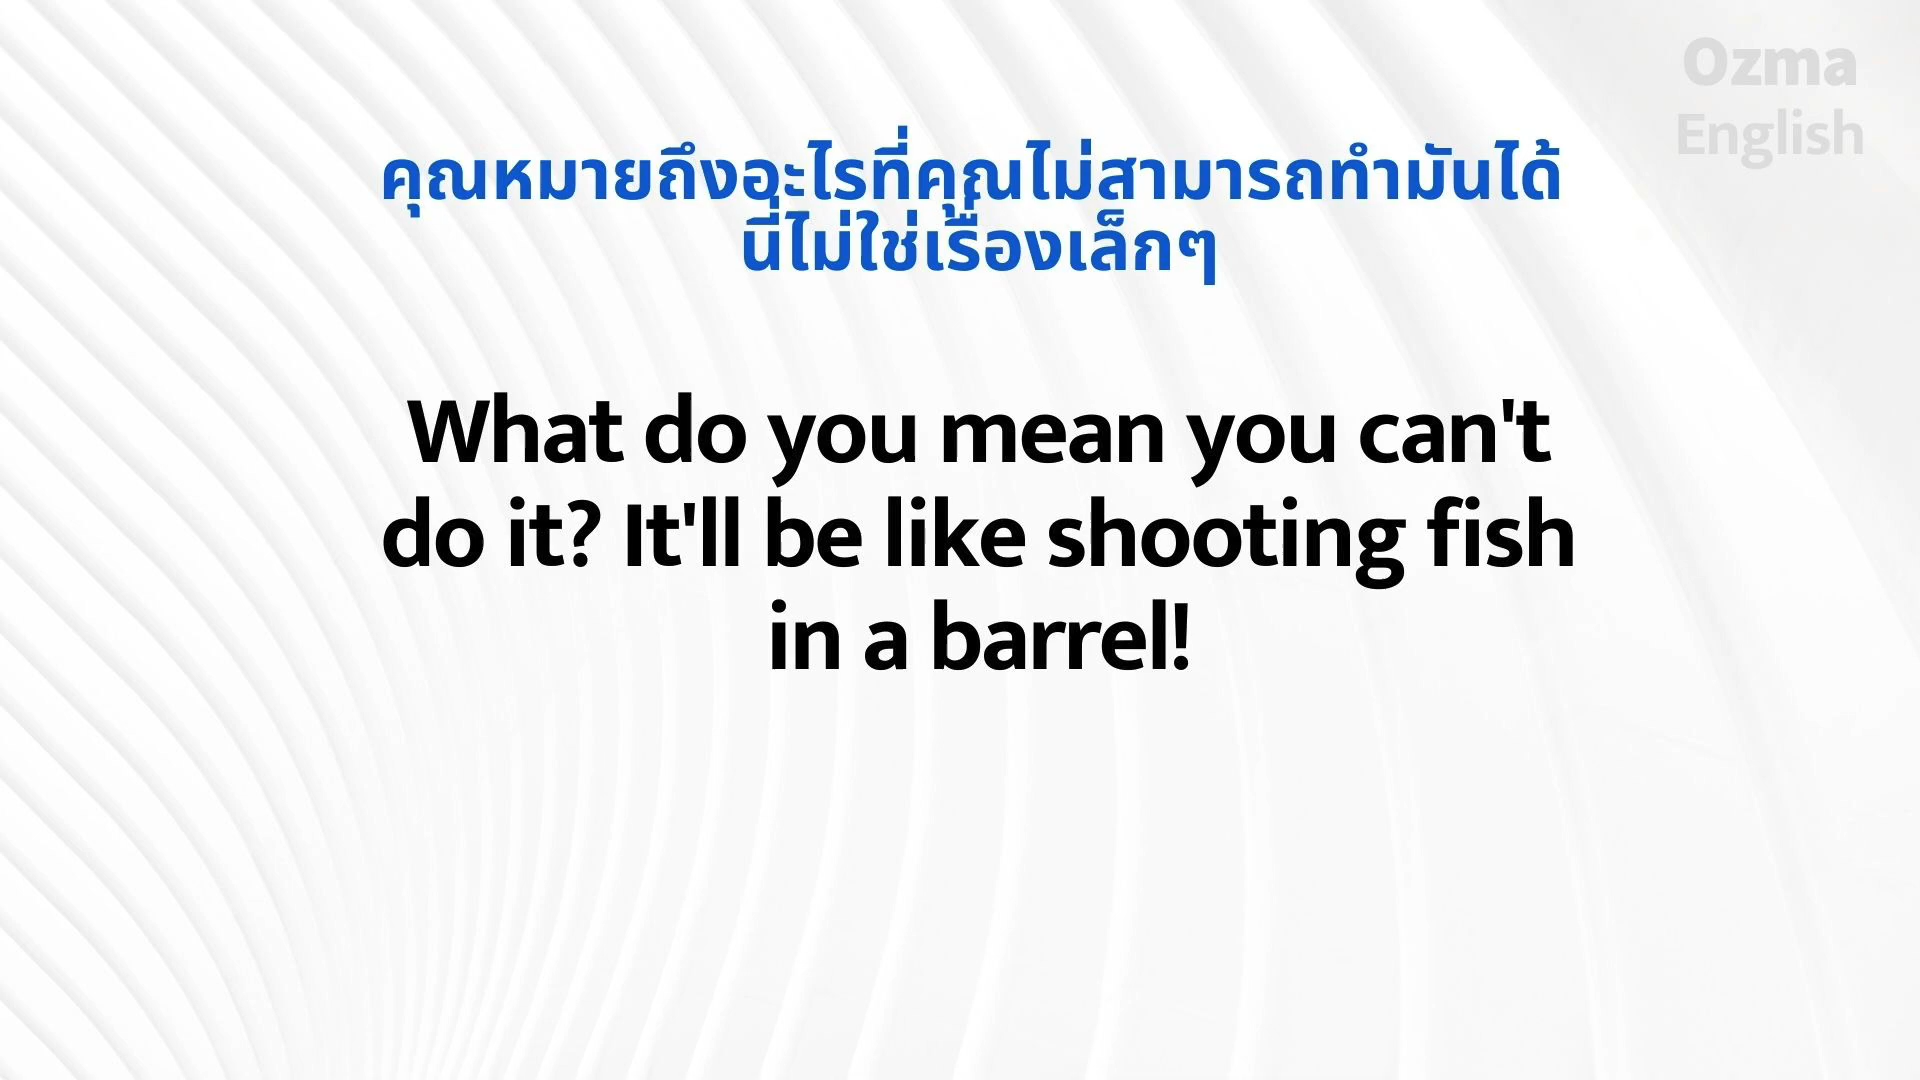 Ozma
English
คุณหมายถึงอะไรที่คุณไม่สามารถทำมันได้
นี่ไม่ใช่เรื่องเล็กๆ
What do you mean you can't
do it? It'll be like shooting fish
in a barrel!